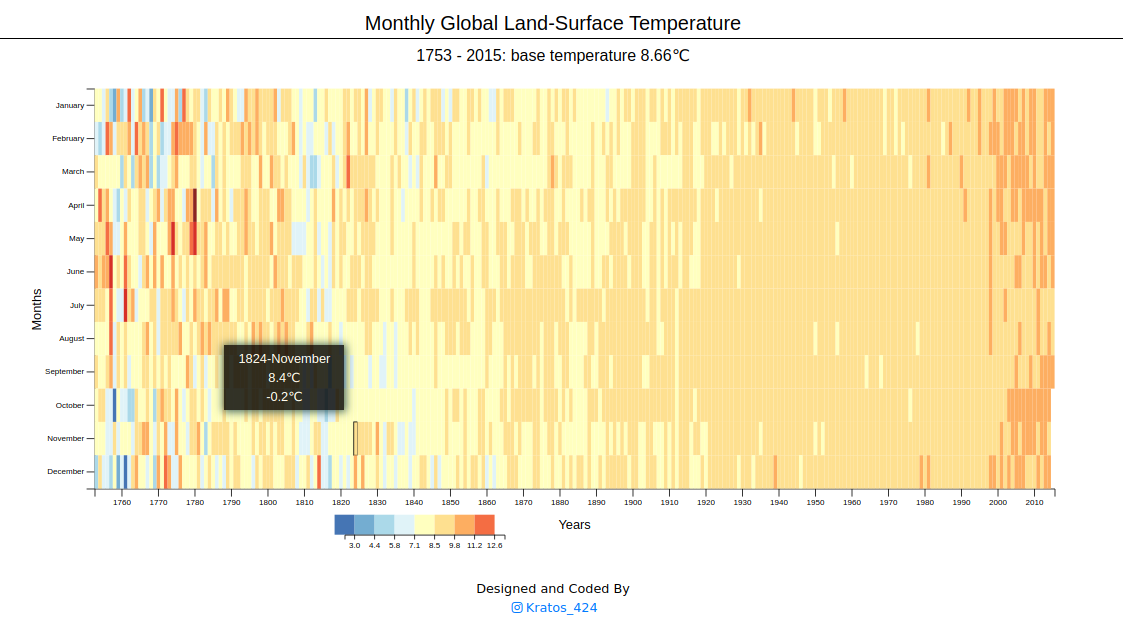 Monthly Global Land-Surface Temperature
1753 - 2015: base temperature 8.66℃
Months
January
February
March
April
May
June
July
August
September
October
November
December
1824-November
8.4℃
-0.2℃
1760 1770 1780 1790 1800 1810 1820 1830 1840 1850 1860 1870 1880 1890 1900 1910 1920 1930 1940 1950 1960 1970 1980 1990 2000 2010
Years
3.0 4.4 5.8 7.1 8.5 9.8 11.2 12.6
Designed and Coded By
Kratos_424